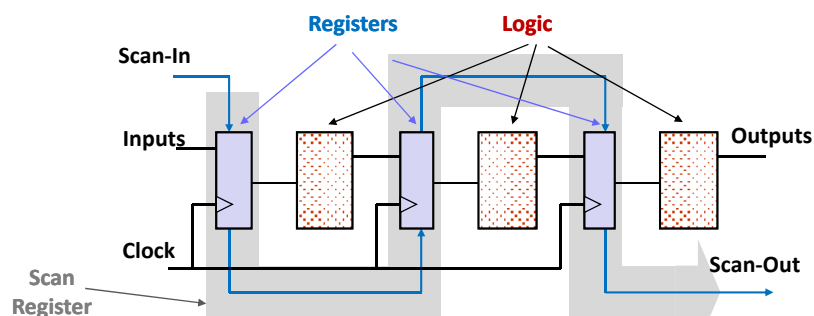 Registers
Logic
Scan-In
Inputs
Outputs
Clock
Scan-Out
Scan
Register